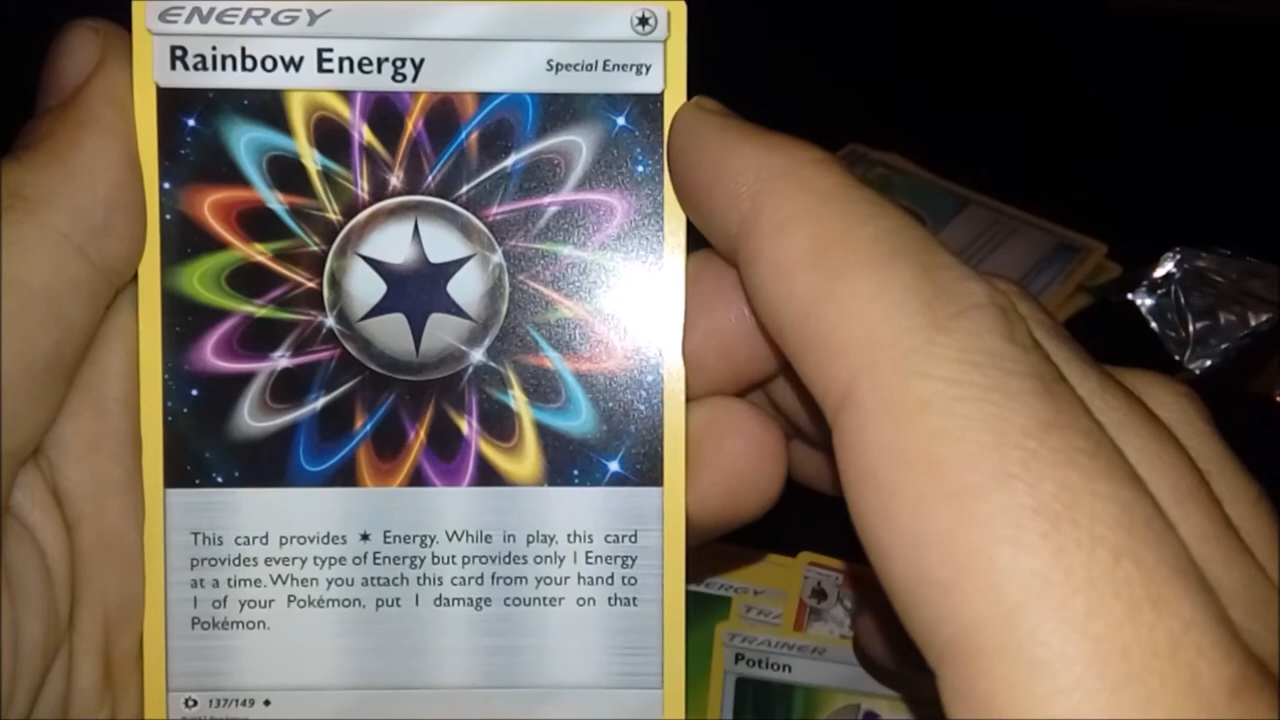 ENERGY
Rainbow Energy
Special Energy
This card provides Energy. While in play, this card
provides every type of Energy but provides only 1 Energy
at a time. When you attach this card from your hand to
1 of your Pokémon, put 1 damage counter on that
Pokémon.
137/149
ENERGY
TRA
TRAINER
Potion